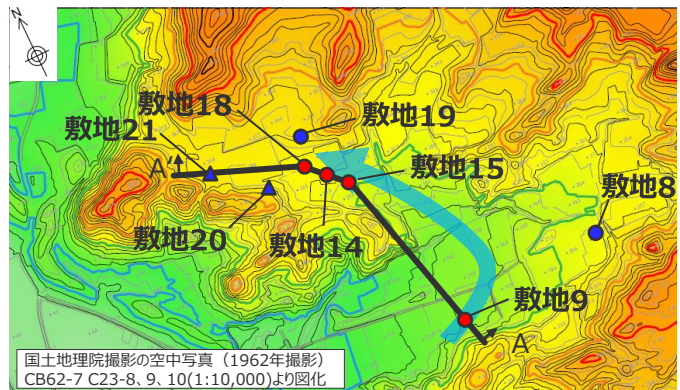 N
敷地18
敷地19
敷地21
A'
敷地15
敷地8
敷地20
敷地14
敷地9
A
国土地理院撮影の空中写真（1962年撮影）
CB62-7 C23-8、9、10(1:10,000)より図化